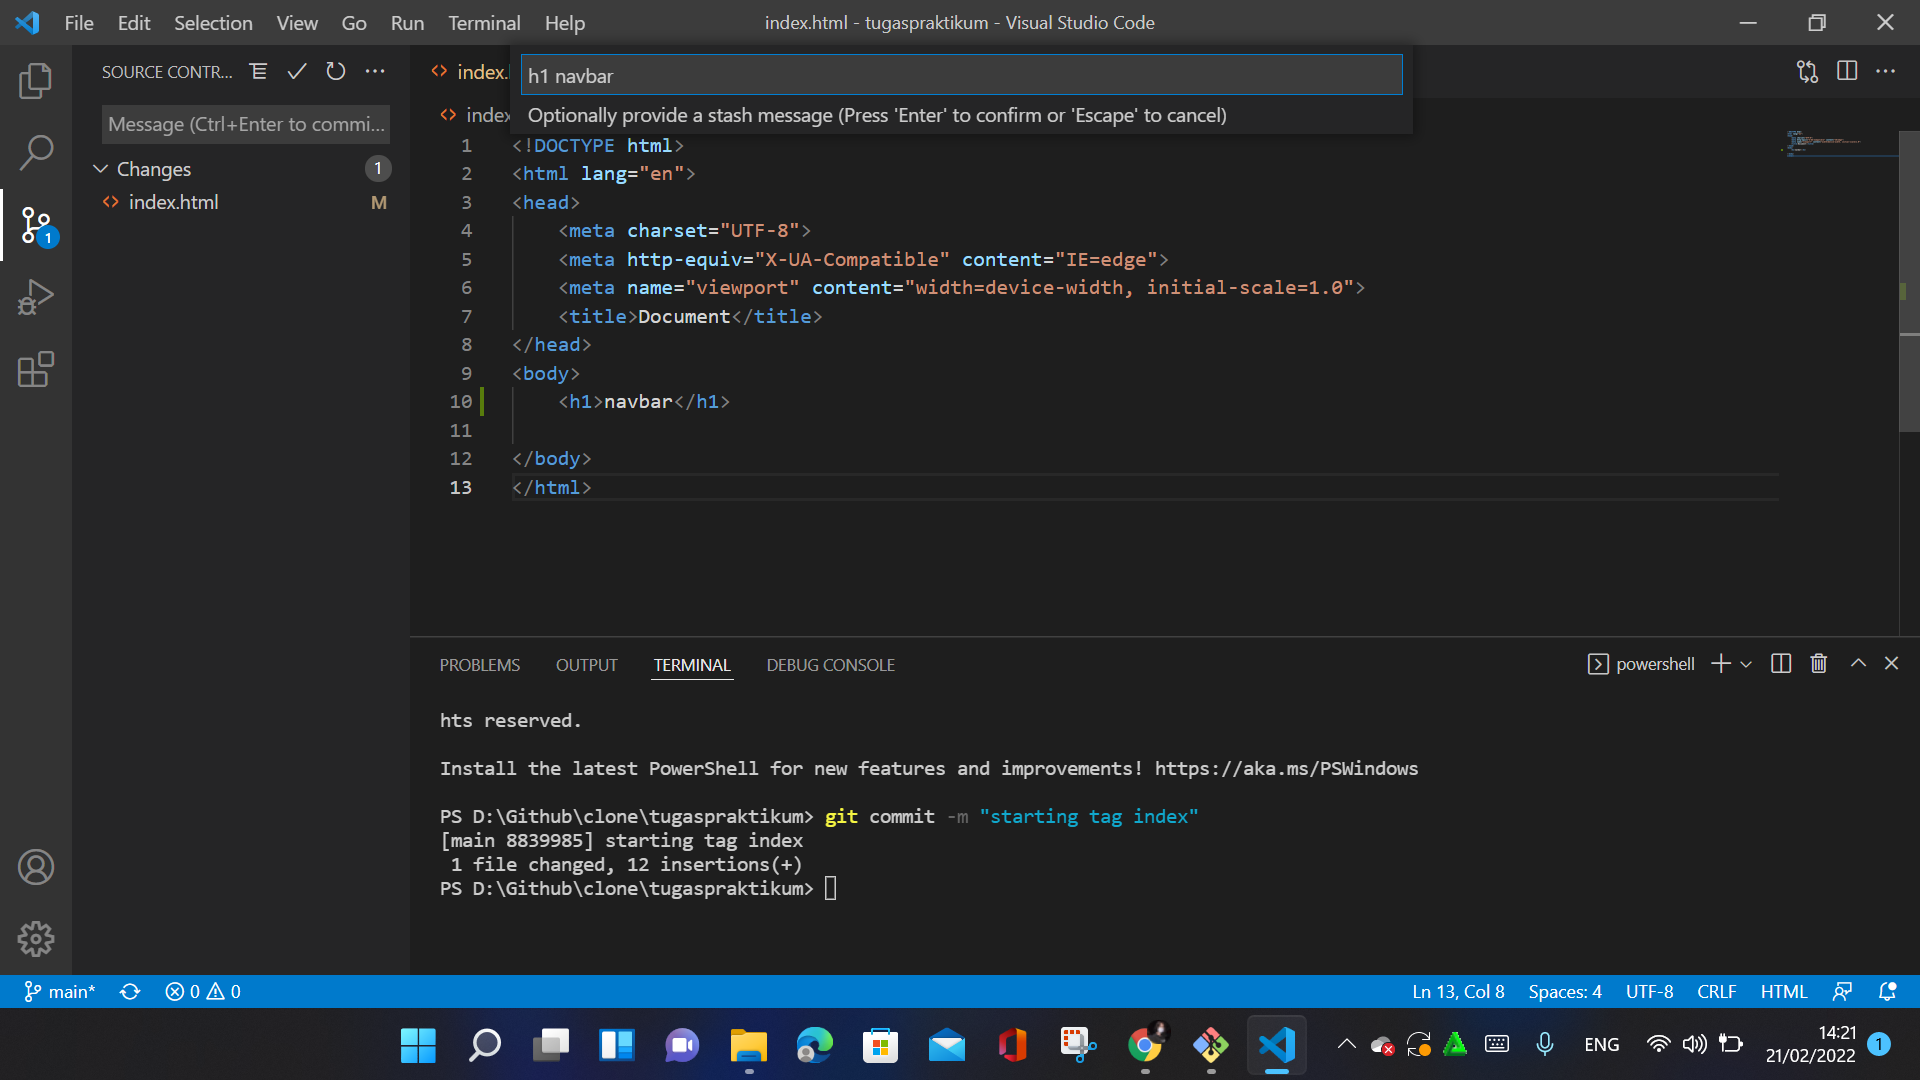 File Edit Selection View Go Run Terminal Help
index.html - tugaspraktikum - Visual Studio Code
SOURCE CONTR...
index.
h1 navbar
Optionally provide a stash message (Press 'Enter' to confirm or 'Escape' to cancel)
Message (Ctrl+Enter to commi...
index
Changes 1
index.html M
1
1 <!DOCTYPE html>
2 <html lang="en">
3 <head>
4 <meta charset="UTF-8">
5 <meta http-equiv="X-UA-Compatible" content="IE=edge">
6 <meta name="viewport" content="width=device-width, initial-scale=1.0">
7 <title>Document</title>
8 </head>
9 <body>
10 <h1>navbar</h1>
11
12 </body>
13 </html>
PROBLEMS OUTPUT TERMINAL DEBUG CONSOLE
powershell
hts reserved.
Install the latest PowerShell for new features and improvements! https://aka.ms/PSWindows
PS D:\Github\clone\tugaspraktikum> git commit -m "starting tag index"
[main 8839985] starting tag index
1 file changed, 12 insertions(+)
PS D:\Github\clone\tugaspraktikum>
main* 0 0
Ln 13, Col 8 Spaces: 4 UTF-8 CRLF HTML
ENG
14:21
21/02/2022
1